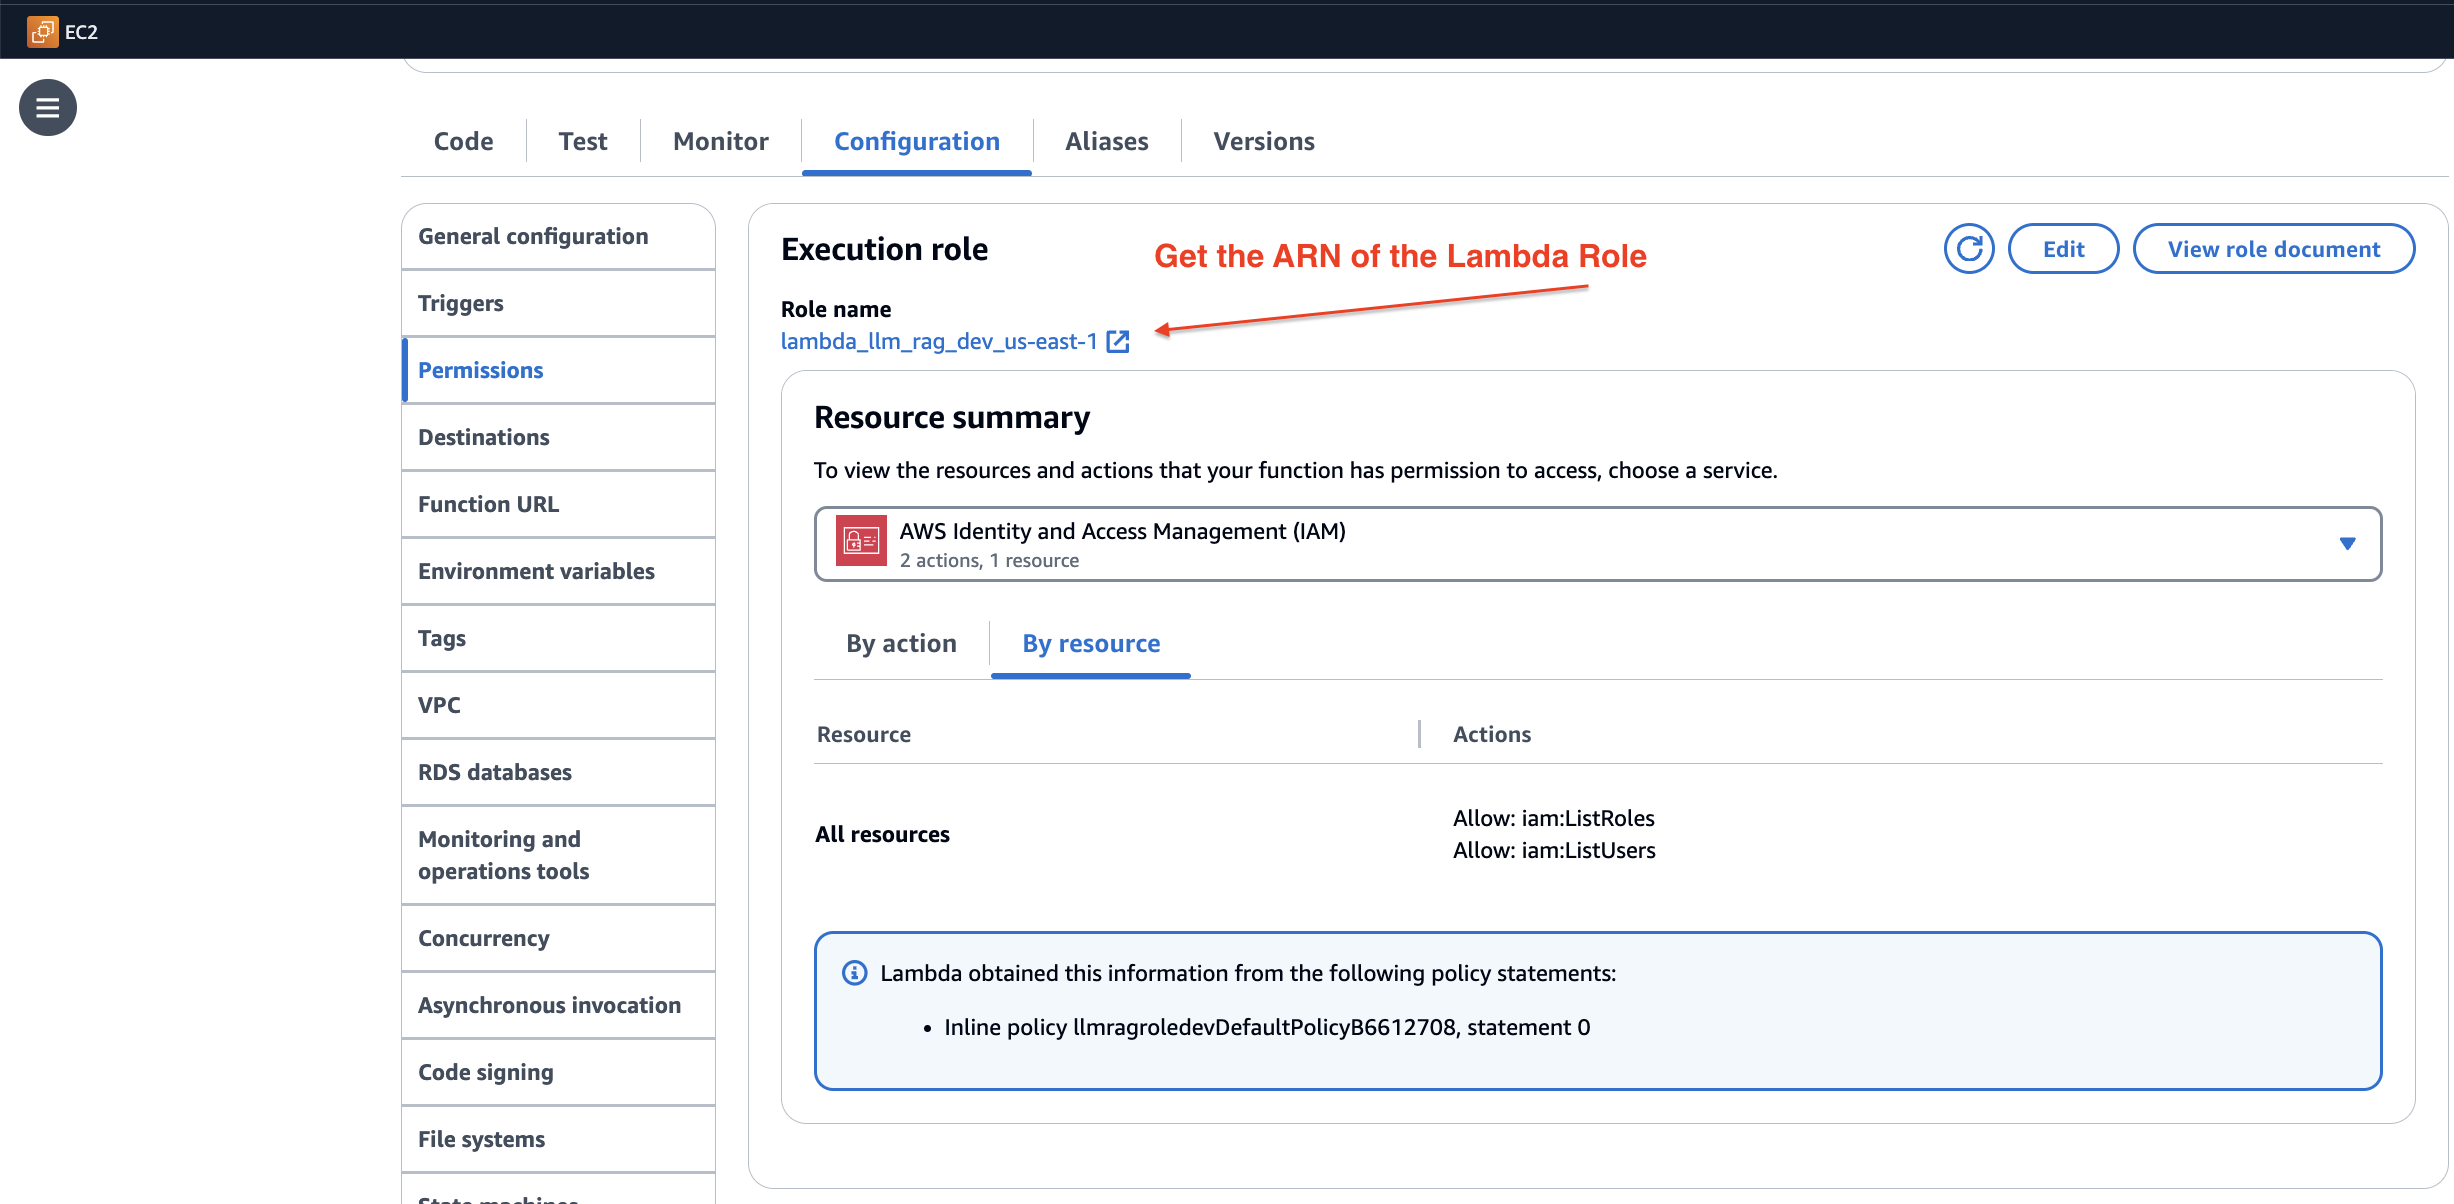 EC2
Code
Test
Monitor
Configuration
Aliases
Versions
General configuration
Triggers
Permissions
Destinations
Function URL
Environment variables
Tags
VPC
RDS databases
Monitoring and
operations tools
Concurrency
Asynchronous invocation
Code signing
File systems
State machines
Execution role
Get the ARN of the Lambda Role
Edit
View role document
Role name
lambda_llm_rag_dev_us-east-1
Resource summary
To view the resources and actions that your function has permission to access, choose a service.
AWS Identity and Access Management (IAM)
2 actions, 1 resource
By action
By resource
Resource
Actions
All resources
Allow: iam:ListRoles
Allow: iam:ListUsers
Lambda obtained this information from the following policy statements:
• Inline policy llmragroledevDefaultPolicyB6612708, statement 0